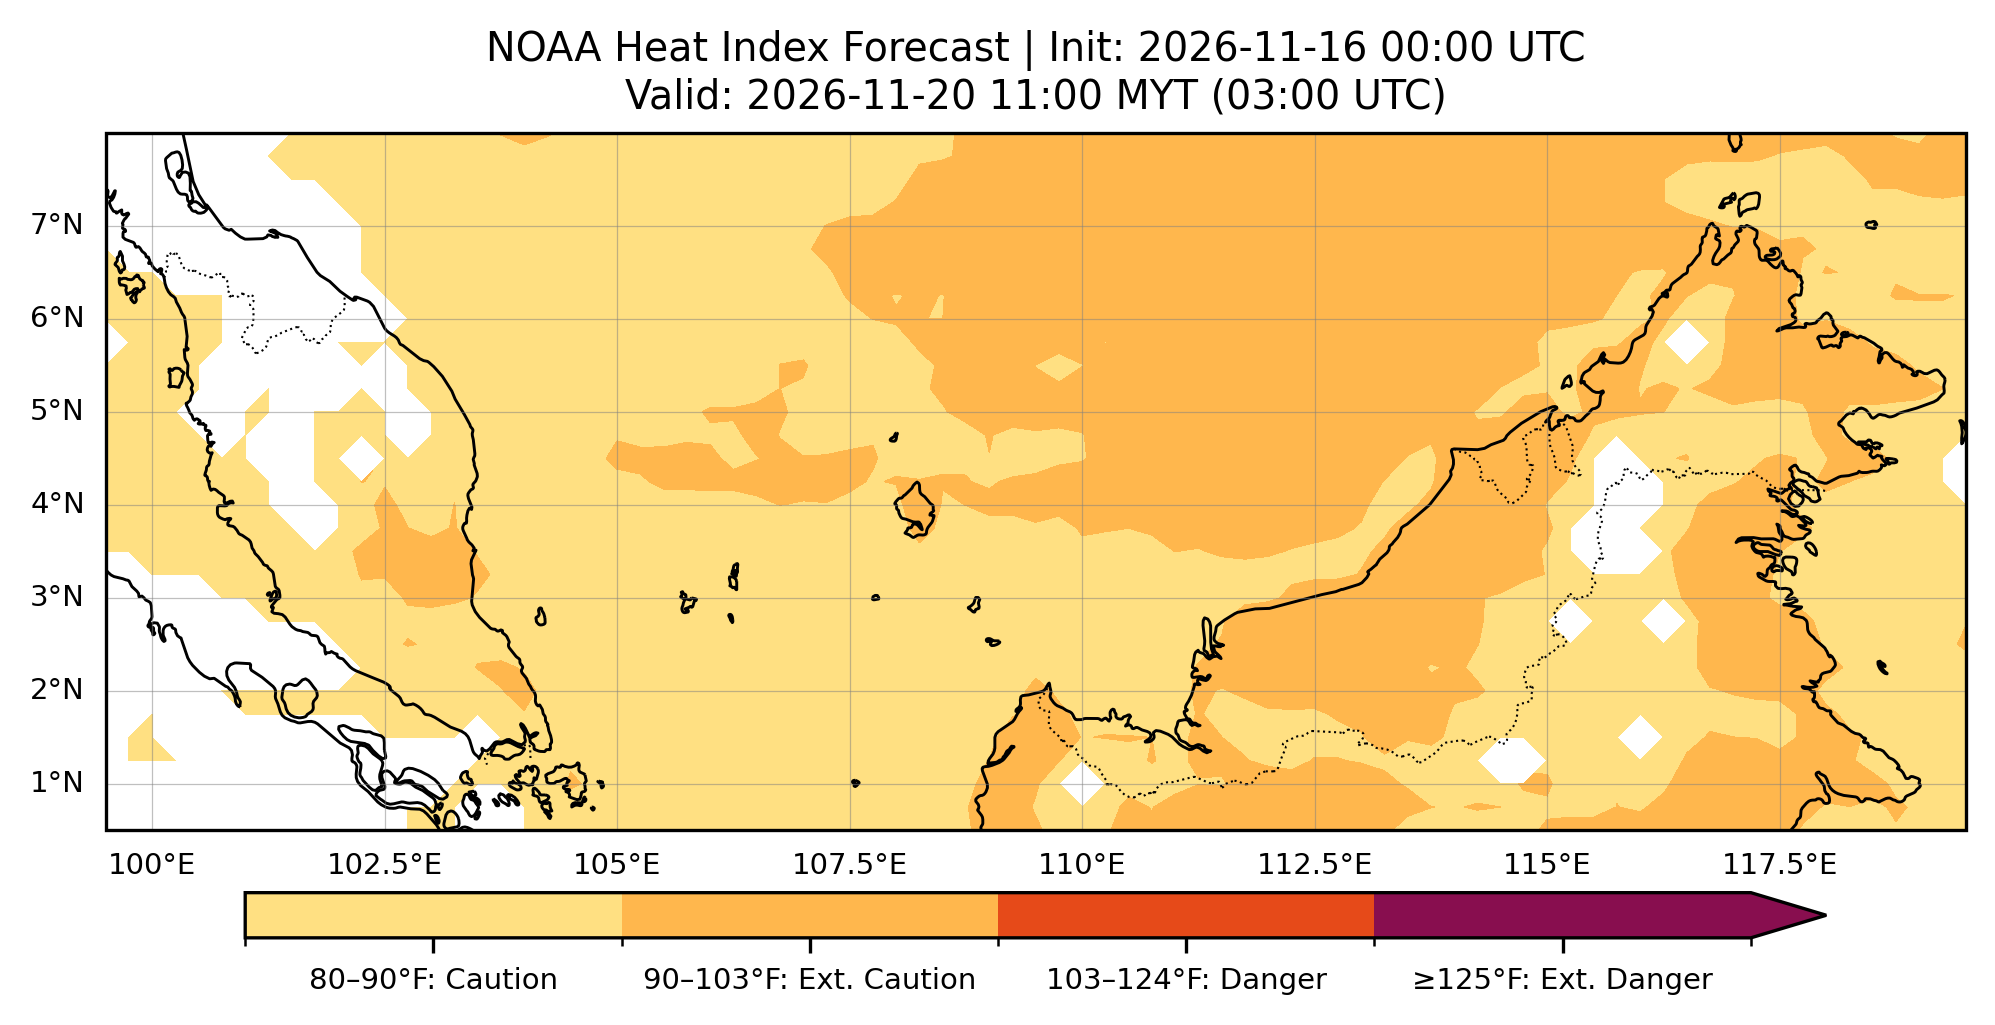 NOAA Heat Index Forecast | Init: 2026-11-16 00:00 UTC
Valid: 2026-11-20 11:00 MYT (03:00 UTC)
7°N
6°N
5°N
4°N
3°N
2°N
1°N
100°E 102.5°E 105°E 107.5°E 110°E 112.5°E 115°E 117.5°E
80–90°F: Caution 90–103°F: Ext. Caution 103–124°F: Danger ≥125°F: Ext. Danger